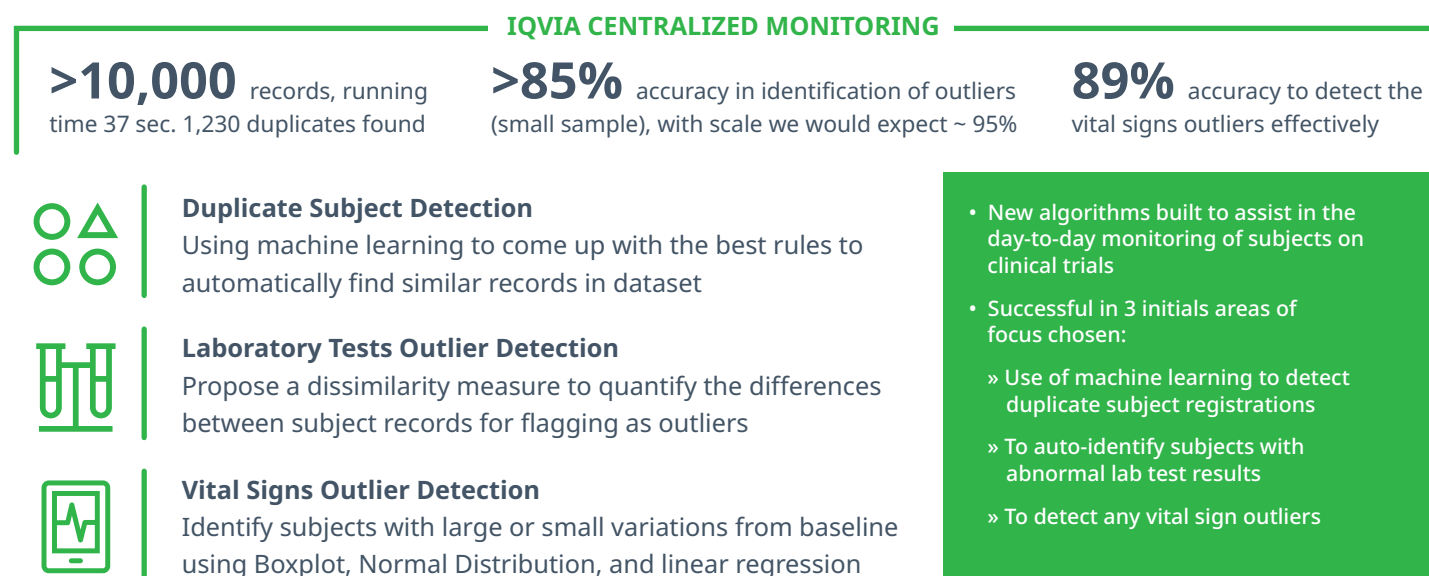 IQVIA CENTRALIZED MONITORING
>10,000 records, running
time 37 sec. 1,230 duplicates found
>85% accuracy in identification of outliers
(small sample), with scale we would expect ~ 95%
89% accuracy to detect the
vital signs outliers effectively
Duplicate Subject Detection
Using machine learning to come up with the best rules to
automatically find similar records in dataset
Laboratory Tests Outlier Detection
Propose a dissimilarity measure to quantify the differences
between subject records for flagging as outliers
Vital Signs Outlier Detection
Identify subjects with large or small variations from baseline
using Boxplot, Normal Distribution, and linear regression
• New algorithms built to assist in the
day-to-day monitoring of subjects on
clinical trials
• Successful in 3 initials areas of
focus chosen:
» Use of machine learning to detect
duplicate subject registrations
» To auto-identify subjects with
abnormal lab test results
» To detect any vital sign outliers